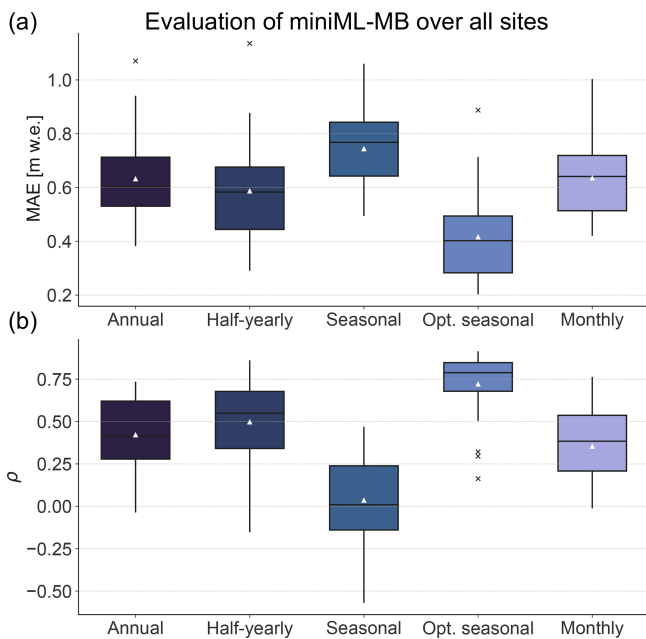 (a) Evaluation of miniML-MB over all sites
MAE [m w.e.]
1.0
0.8
0.6
0.4
0.2
Annual Half-yearly Seasonal Opt. seasonal Monthly
(b)
ρ
0.75
0.50
0.25
0.00
−0.25
−0.50
Annual Half-yearly Seasonal Opt. seasonal Monthly